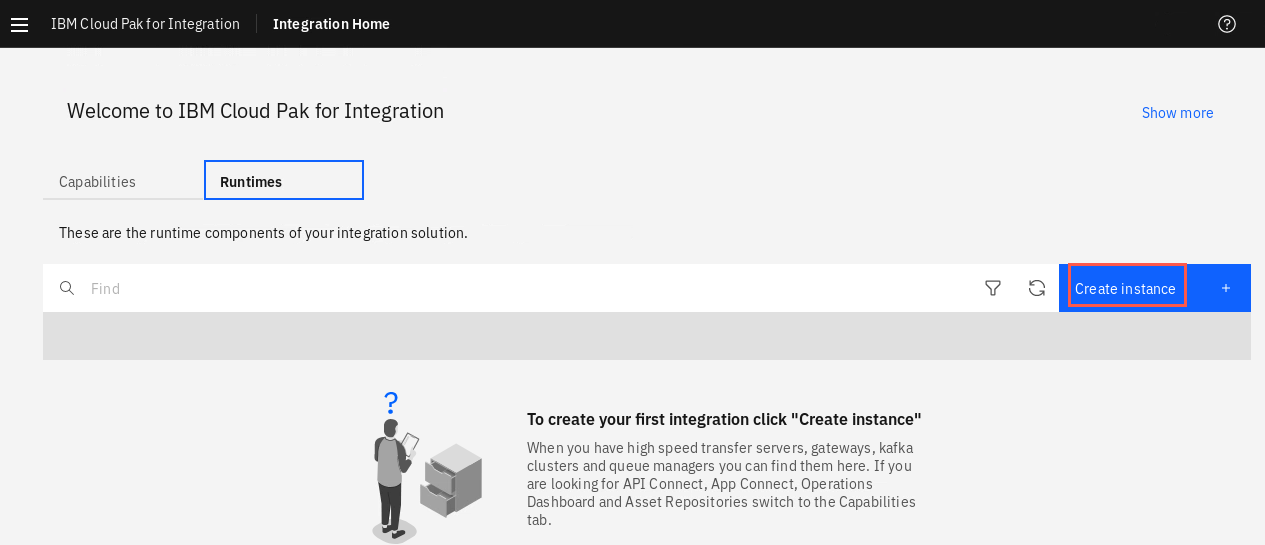 IBM Cloud Pak for Integration
Integration Home
Welcome to IBM Cloud Pak for Integration
Show more
Capabilities
Runtimes
These are the runtime components of your integration solution.
Find
Create instance
+
?
To create your first integration click "Create instance"
When you have high speed transfer servers, gateways, kafka
clusters and queue managers you can find them here. If you
are looking for API Connect, App Connect, Operations
Dashboard and Asset Repositories switch to the Capabilities
tab.